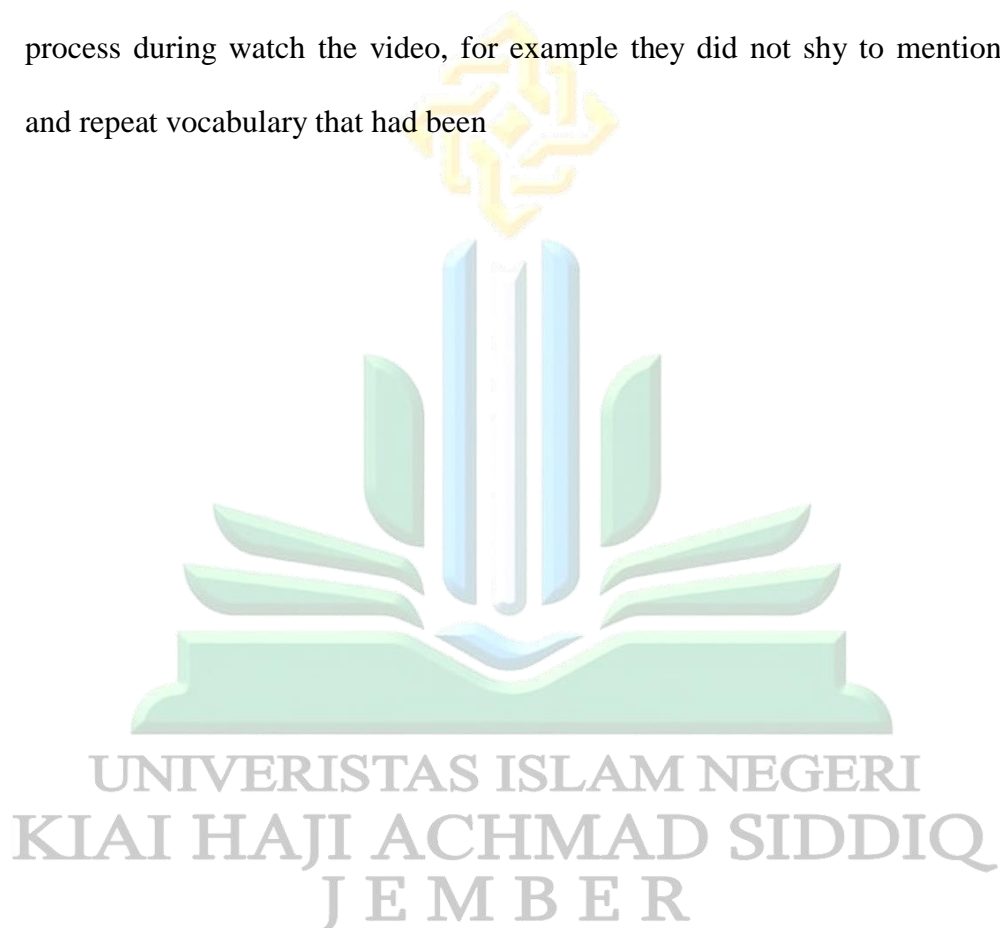 process during watch the video, for example they did not shy to mention
and repeat vocabulary that had been
UNIVERISTAS ISLAM NEGERI
KIAI HAJI ACHMAD SIDDIQ
JEMBER